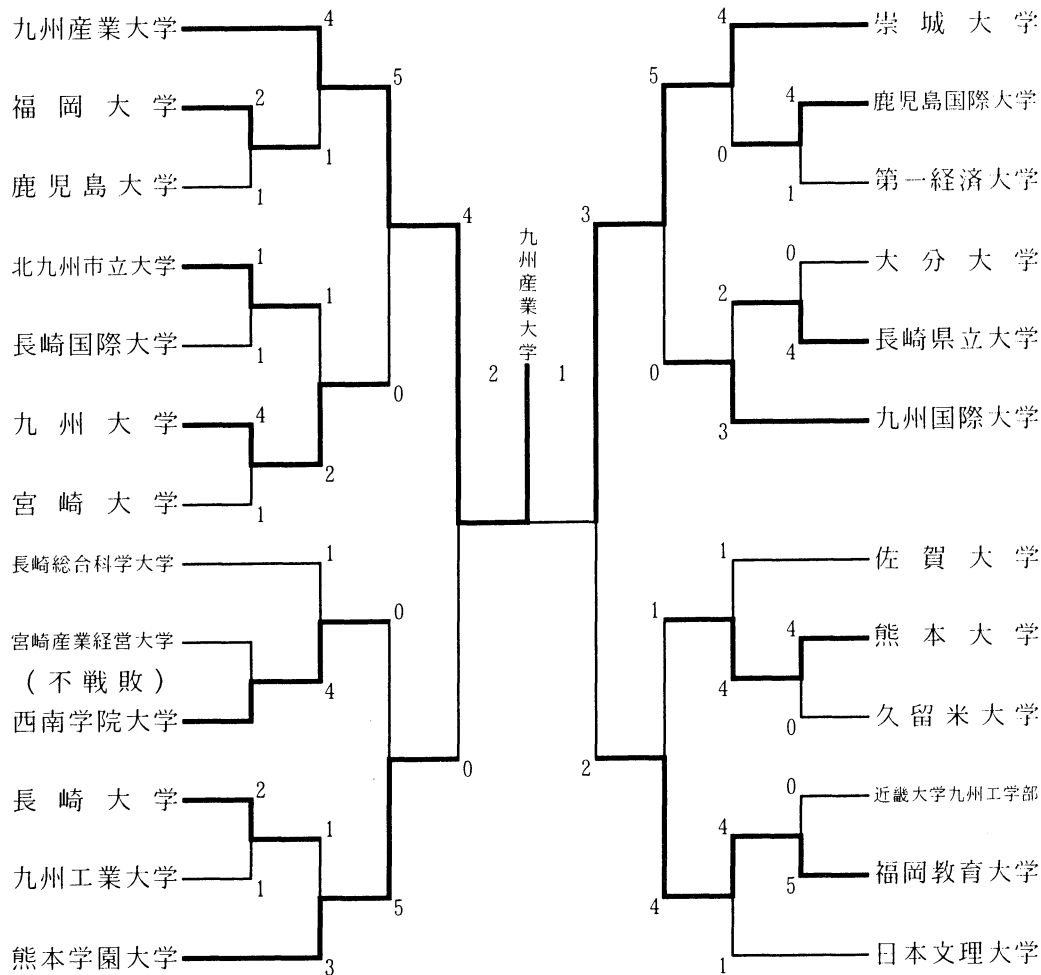 九州産業大学
福岡大学
鹿児島大学
北九州市立大学
長崎国際大学
九州大学
宮崎大学
長崎総合科学大学
宮崎産業経営大学
(不戦敗)
西南学院大学
長崎大学
九州工業大学
熊本学園大学
4
2
1
1
1
1
1
4
1
2
5
0
1
4
2
1
1
3
0
5
4
0
九州産業大学
2
1
3
2
5
0
1
4
4
0
4
1
2
3
0
4
1
4
4
0
4
1
0
5
崇城大学
鹿児島国際大学
第一経済大学
大分大学
長崎県立大学
九州国際大学
佐賀大学
熊本大学
久留米大学
近畿大学九州工学部
福岡教育大学
日本文理大学